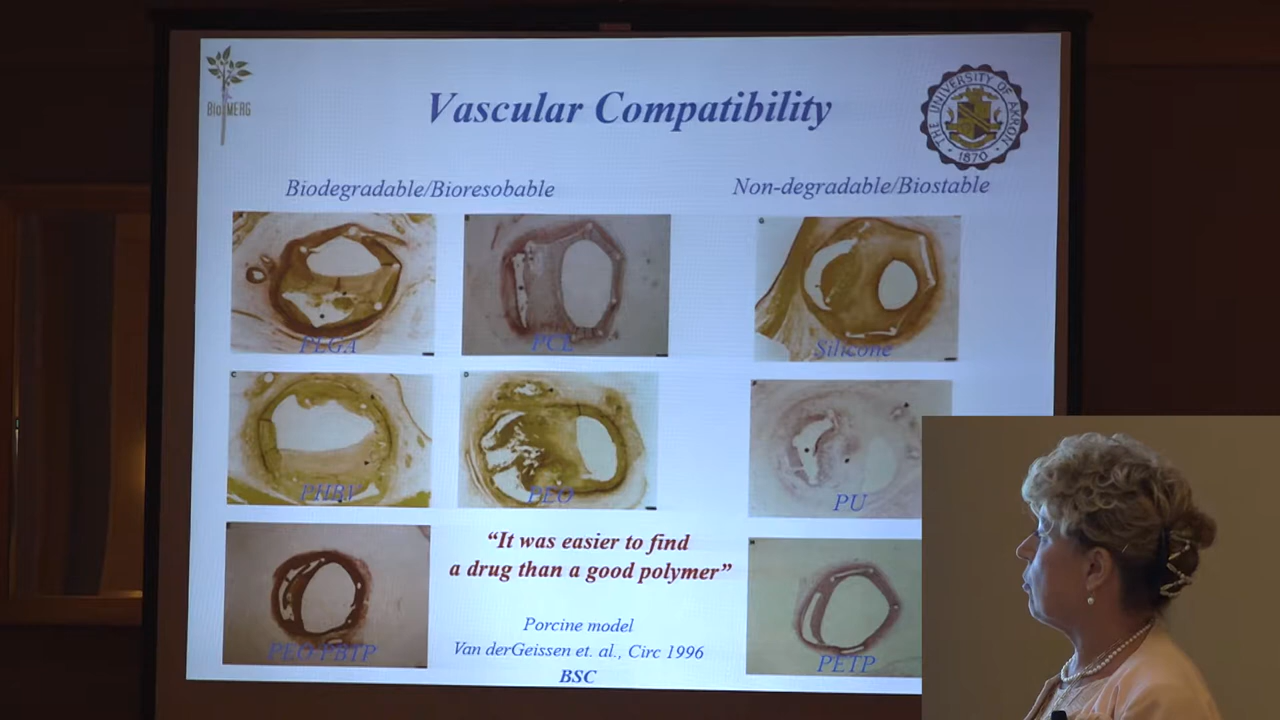 BioMERG
Vascular Compatibility
THE UNIVERSITY OF AKRON
1870
Biodegradable/Bioresobable
Non-degradable/Biostable
PLGA
PCL
Silicone
PHBV
PEO
PU
"It was easier to find
a drug than a good polymer"
Porcine model
Van derGeissen et. al., Circ 1996
BSC
PEO-PBTP
PETP